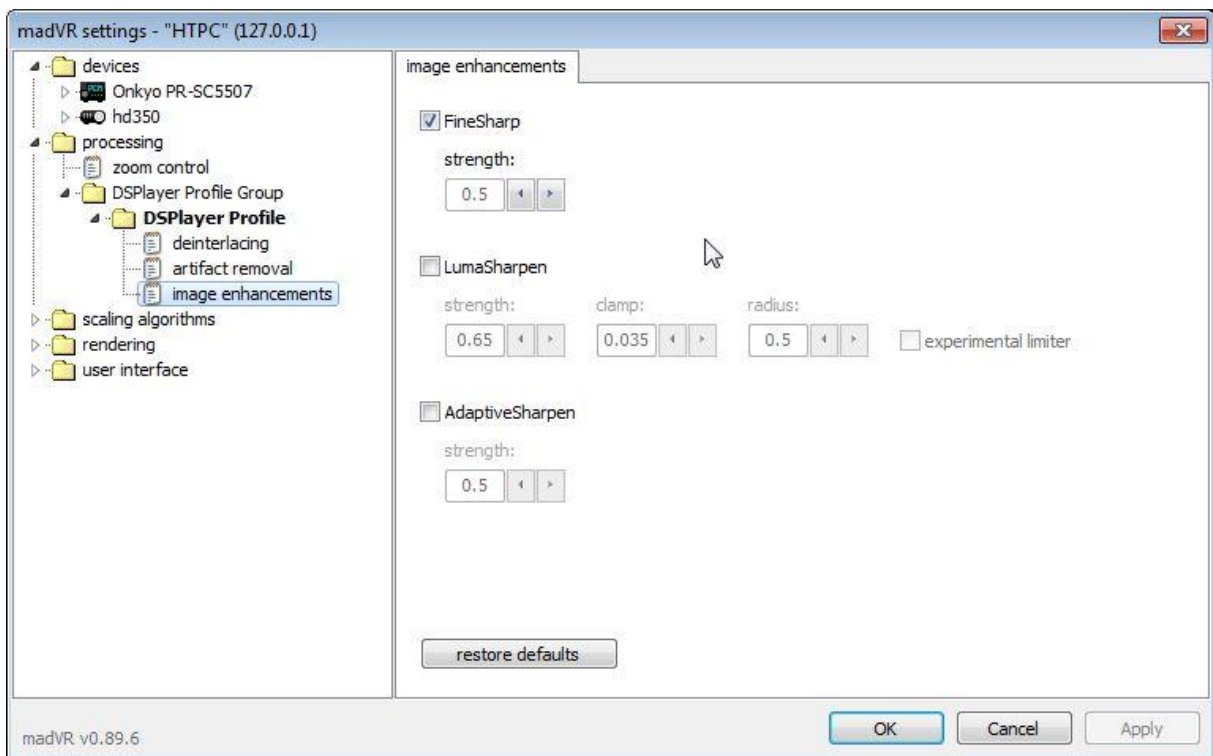 madVR settings - "HTPC" (127.0.0.1)
devices
Onkyo PR-SC5507
hd350
processing
zoom control
DSPlayer Profile Group
DSPlayer Profile
deinterlacing
artifact removal
image enhancements
scaling algorithms
rendering
user interface
image enhancements
FineSharp
strength:
0.5
LumaSharpen
strength: clamp: radius:
0.65 0.035 0.5 experimental limiter
AdaptiveSharpen
strength:
0.5
restore defaults
madVR v0.89.6
OK Cancel Apply